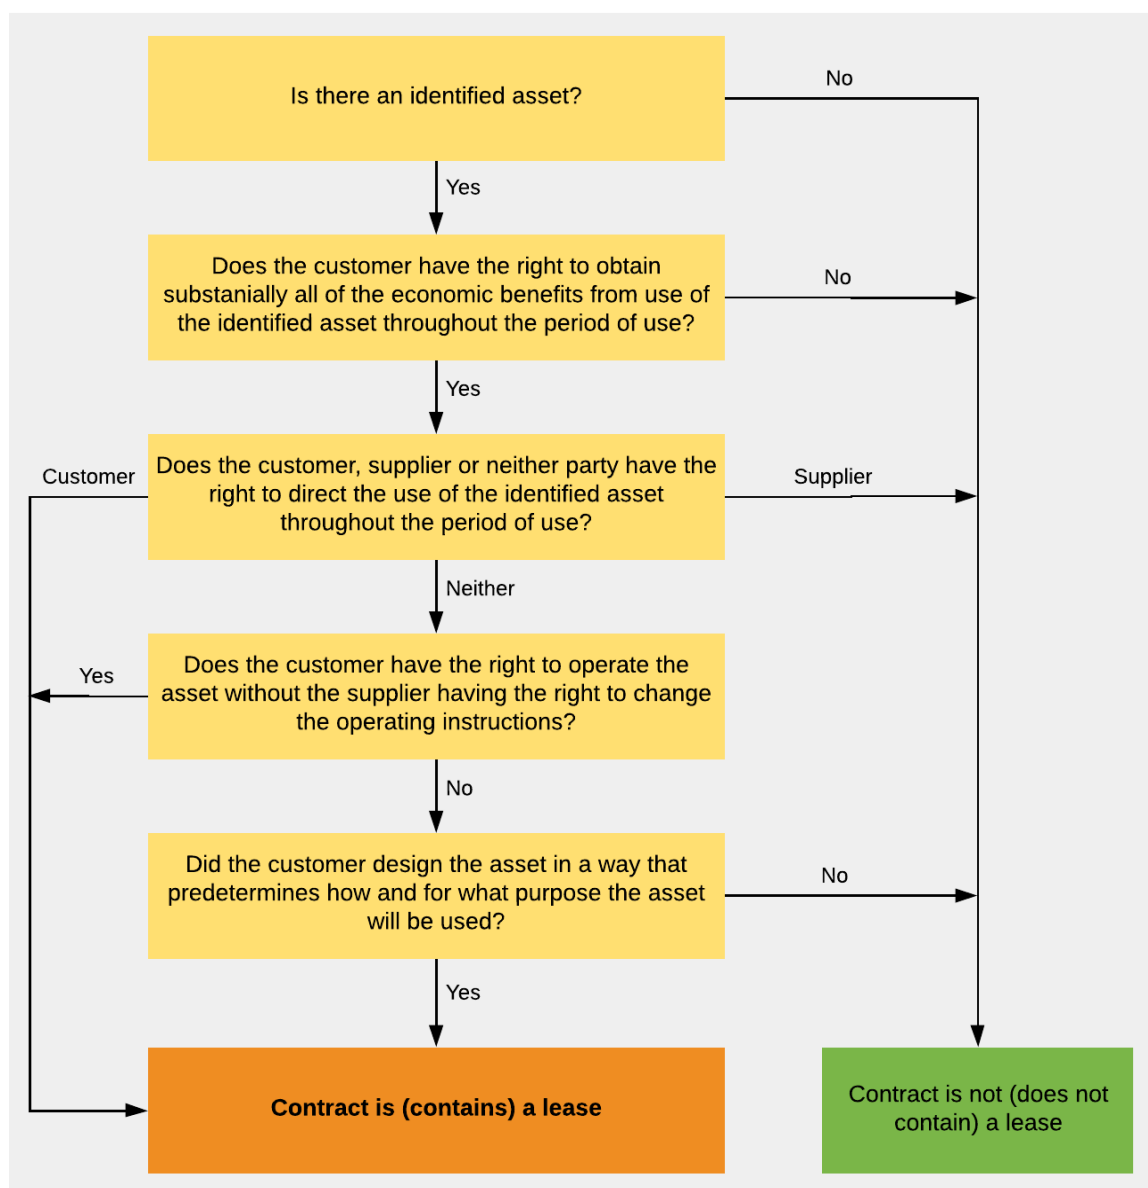 Is there an identified asset?
No
Yes
Does the customer have the right to obtain
substanially all of the economic benefits from use of
the identified asset throughout the period of use?
No
Yes
Customer
Does the customer, supplier or neither party have the
right to direct the use of the identified asset
throughout the period of use?
Supplier
Neither
Yes
Does the customer have the right to operate the
asset without the supplier having the right to change
the operating instructions?
No
Did the customer design the asset in a way that
predetermines how and for what purpose the asset
will be used?
No
Yes
Contract is (contains) a lease
Contract is not (does not
contain) a lease